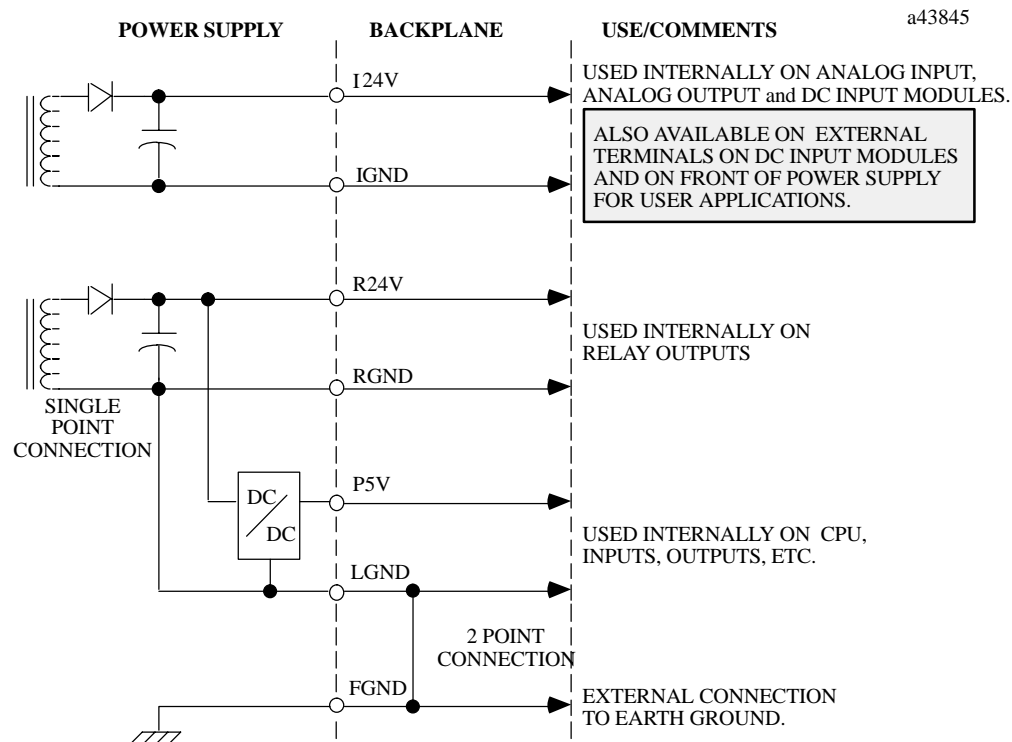 a43845
POWER SUPPLY
BACKPLANE
USE/COMMENTS
I24V
USED INTERNALLY ON ANALOG INPUT,
ANALOG OUTPUT and DC INPUT MODULES.
ALSO AVAILABLE ON EXTERNAL
TERMINALS ON DC INPUT MODULES
AND ON FRONT OF POWER SUPPLY
FOR USER APPLICATIONS.
IGND
R24V
USED INTERNALLY ON
RELAY OUTPUTS
RGND
SINGLE
POINT
CONNECTION
DC
DC
P5V
USED INTERNALLY ON CPU,
INPUTS, OUTPUTS, ETC.
LGND
2 POINT
CONNECTION
FGND
EXTERNAL CONNECTION
TO EARTH GROUND.